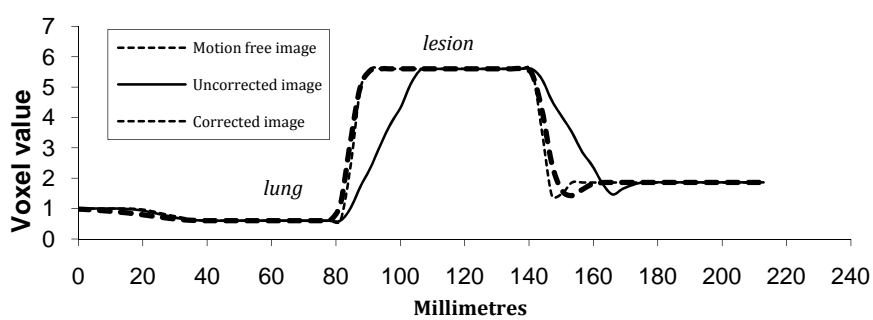 7
6
5
4
3
2
1
0
Voxel value
Motion free image
Uncorrected image
Corrected image
lesion
lung
0 20 40 60 80 100 120 140 160 180 200 220 240
Millimetres